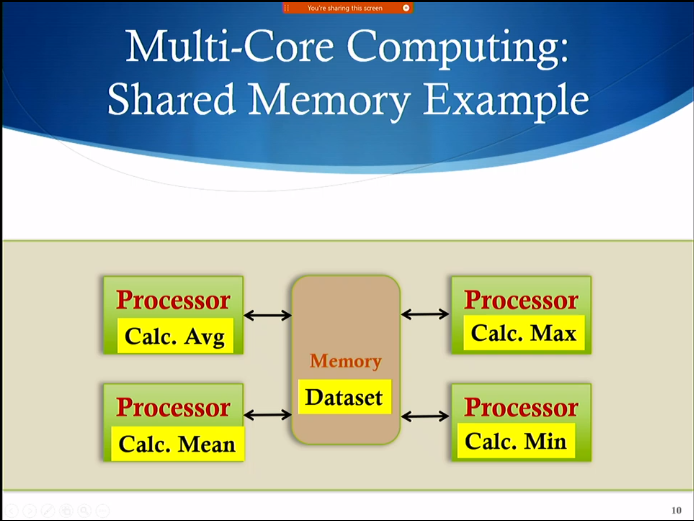 You're sharing this screen
Multi-Core Computing:
Shared Memory Example
Processor
Calc. Avg
Processor
Calc. Max
Memory
Dataset
Processor
Calc. Mean
Processor
Calc. Min
10